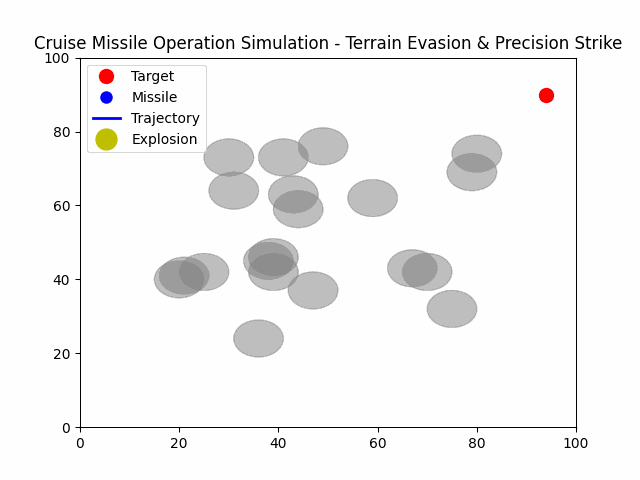 Cruise Missile Operation Simulation - Terrain Evasion & Precision Strike
100
Target
Missile
Trajectory
Explosion
80
60
40
20
0
0 20 40 60 80 100